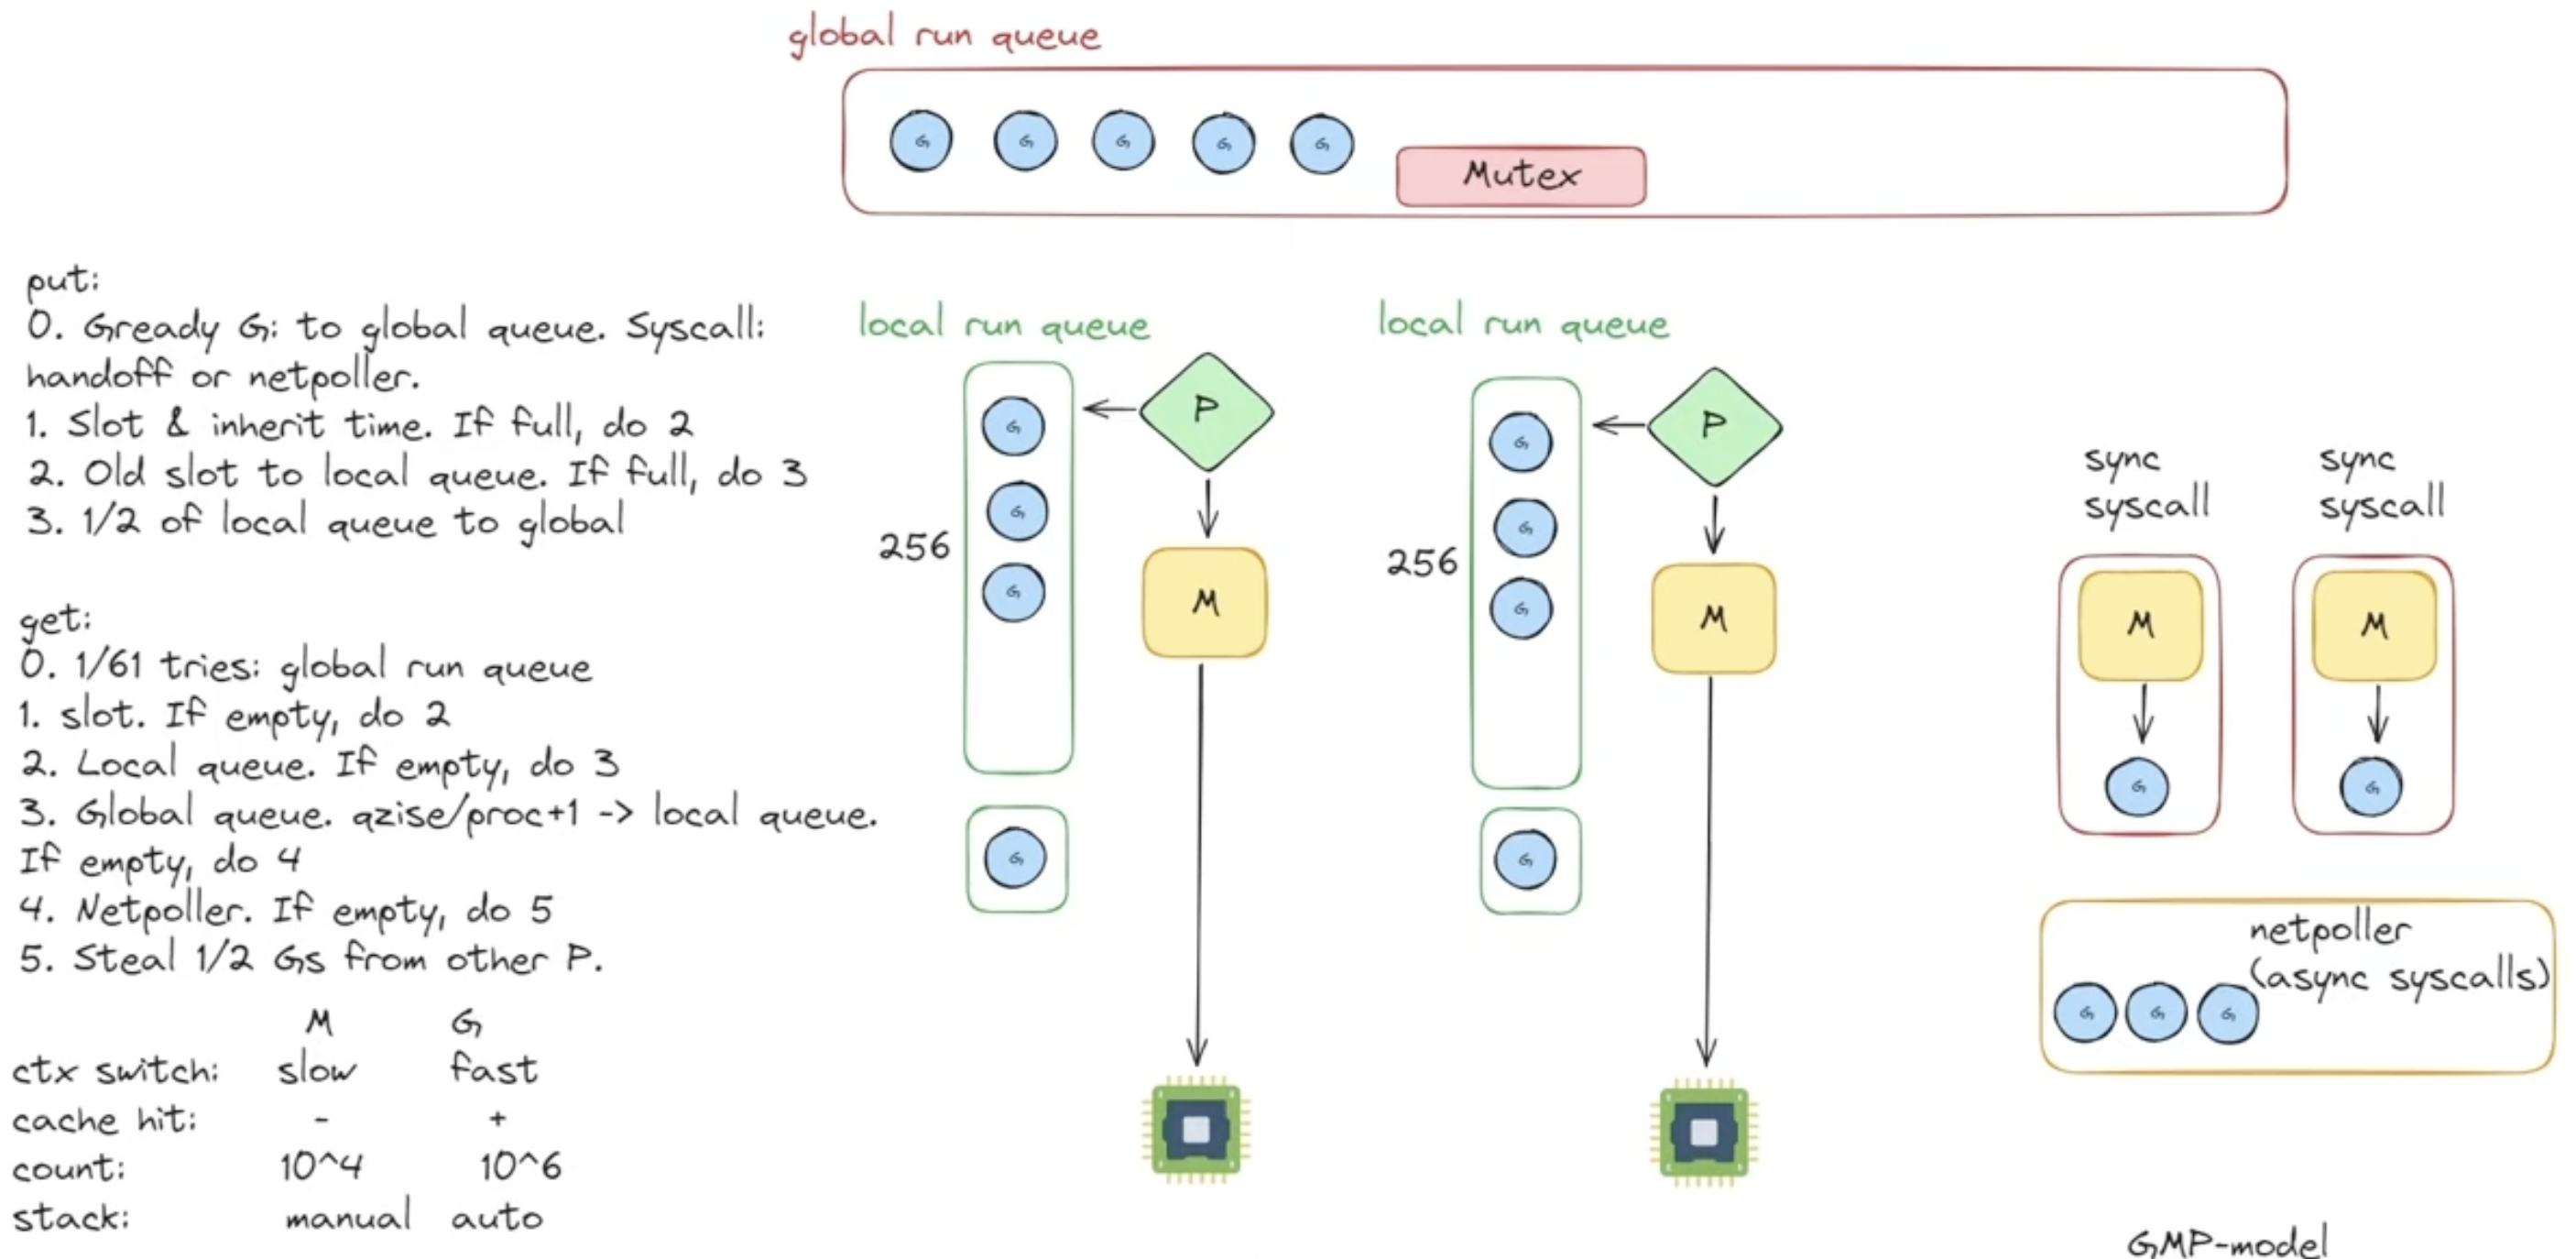 global run queue
G G G G G
Mutex
put:
0. Gready G: to global queue. Syscall:
handoff or netpoller.
1. Slot & inherit time. If full, do 2
2. Old slot to local queue. If full, do 3
3. 1/2 of local queue to global
get:
0. 1/61 tries: global run queue
1. slot. If empty, do 2
2. Local queue. If empty, do 3
3. Global queue. qzise/proc+1 -> local queue.
If empty, do 4
4. Netpoller. If empty, do 5
5. Steal 1/2 Gs from other P.
M G
ctx switch: slow fast
cache hit: - +
count: 10^4 10^6
stack: manual auto
local run queue
P
G
G
G
256
M
G
local run queue
P
G
G
G
256
M
G
sync
syscall
M
G
sync
syscall
M
G
netpoller
(async syscalls)
G G G
GMP-model